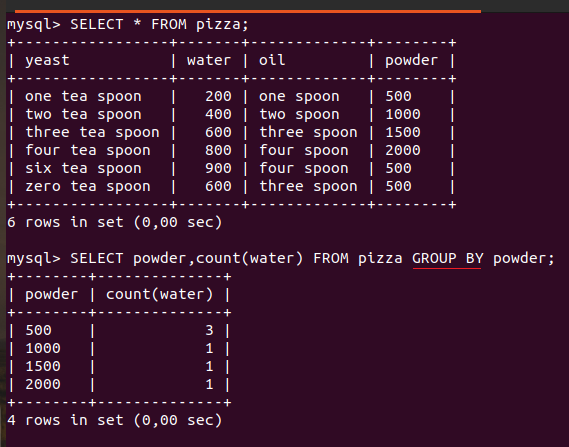 mysql> SELECT * FROM pizza;
+-----------------+-------+-------------+--------+
| yeast           | water | oil         | powder |
+-----------------+-------+-------------+--------+
| one tea spoon   |   200 | one spoon   | 500    |
| two tea spoon   |   400 | two spoon   | 1000   |
| three tea spoon |   600 | three spoon | 1500   |
| four tea spoon  |   800 | four spoon  | 2000   |
| six tea spoon   |   900 | four spoon  | 500    |
| zero tea spoon  |   600 | three spoon | 500    |
+-----------------+-------+-------------+--------+
6 rows in set (0,00 sec)
mysql> SELECT powder,count(water) FROM pizza GROUP BY powder;
+--------+--------------+
| powder | count(water) |
+--------+--------------+
| 500    |            3 |
| 1000   |            1 |
| 1500   |            1 |
| 2000   |            1 |
+--------+--------------+
4 rows in set (0,00 sec)